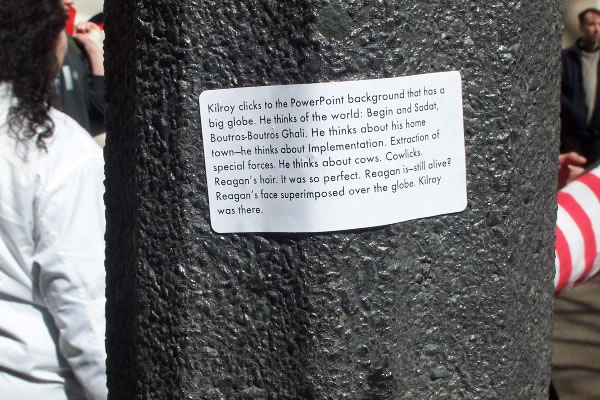 Kilroy clicks to the PowerPoint background that has a
big globe. He thinks of the world: Begin and Sadat,
Boutros-Boutros Ghali. He thinks about his home
town—he thinks about Implementation. Extraction of
special forces. He thinks about cows. Cowlicks.
Reagan's hair. It was so perfect. Reagan is—still alive?
Reagan's face superimposed over the globe. Kilroy
was there.